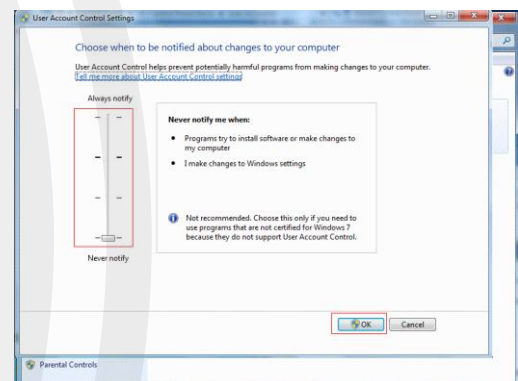 User Account Control Settings
Choose when to be notified about changes to your computer
User Account Control helps prevent potentially harmful programs from making changes to your computer.
Tell me more about User Account Control settings
Always notify
Never notify me when:
Programs try to install software or make changes to
my computer
I make changes to Windows settings
Not recommended. Choose this only if you need to
use programs that are not certified for Windows 7
because they do not support User Account Control.
Never notify
OK
Cancel
Parental Controls